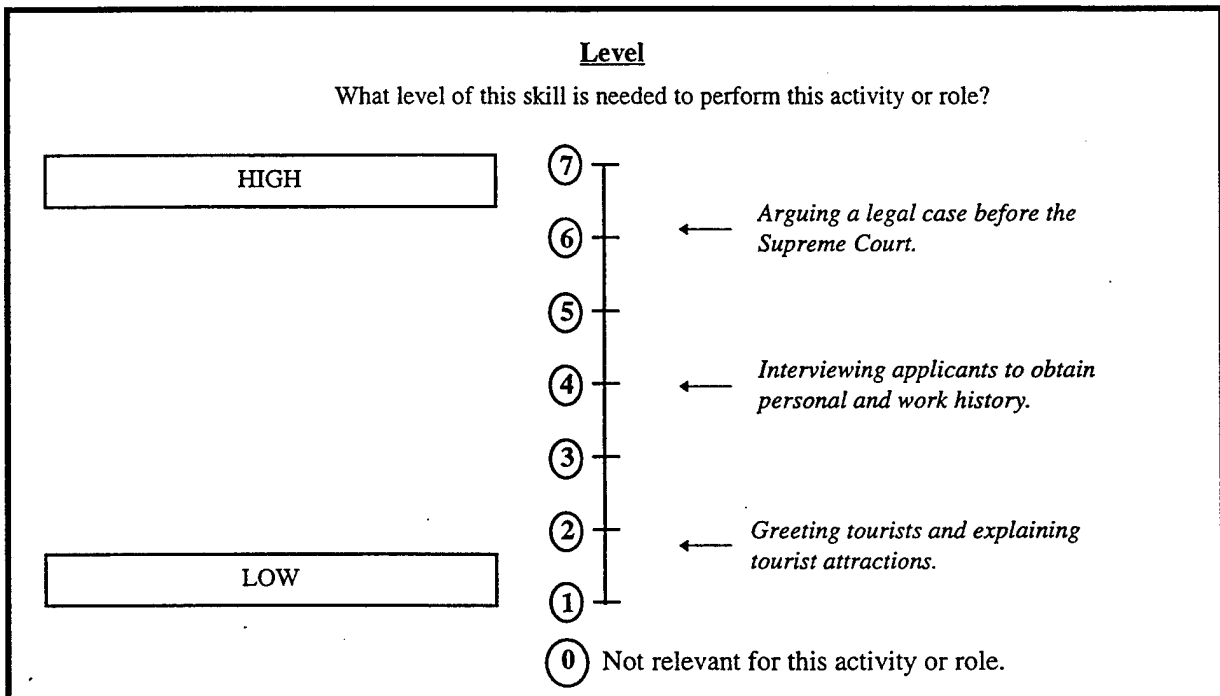 Level
What level of this skill is needed to perform this activity or role?
HIGH
7
Arguing a legal case before the
6
Supreme Court.
5
Interviewing applicants to obtain
4
personal and work history.
3
2
Greeting tourists and explaining
tourist attractions.
LOW
1
0 Not relevant for this activity or role.